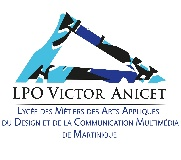 LPO VICTOR ANICET
LYCÉE DES MÉTIERS DES ARTS APPLIQUÉS
DU DESIGN ET DE LA COMMUNICATION MULTIMÉDIA
DE MARTINIQUE